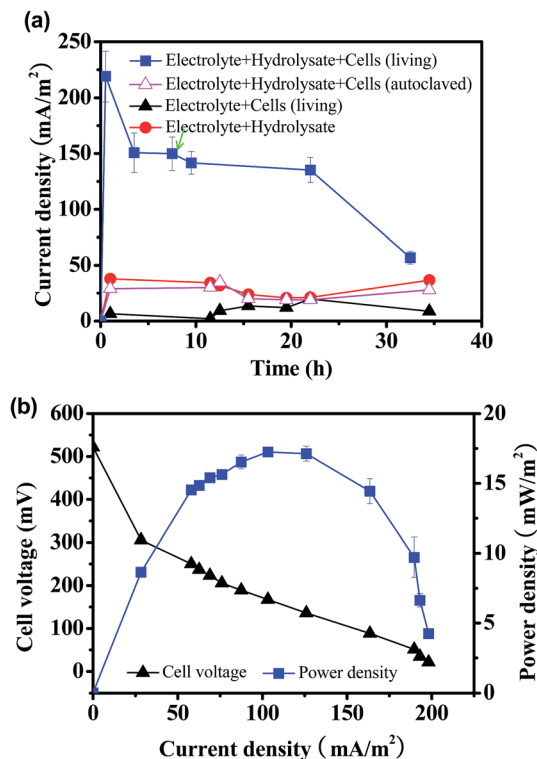 (a)
250
200
150
100
50
0
Current density (mA/m²)
Electrolyte+Hydrolysate+Cells (living)
Electrolyte+Hydrolysate+Cells (autoclaved)
Electrolyte+Cells (living)
Electrolyte+Hydrolysate
0 10 20 30 40
Time (h)
(b)
600
500
400
300
200
100
0
Cell voltage (mV)
20
15
10
5
0
Power density ( mW/m²)
Cell voltage Power density
0 50 100 150 200
Current density ( mA/m²)